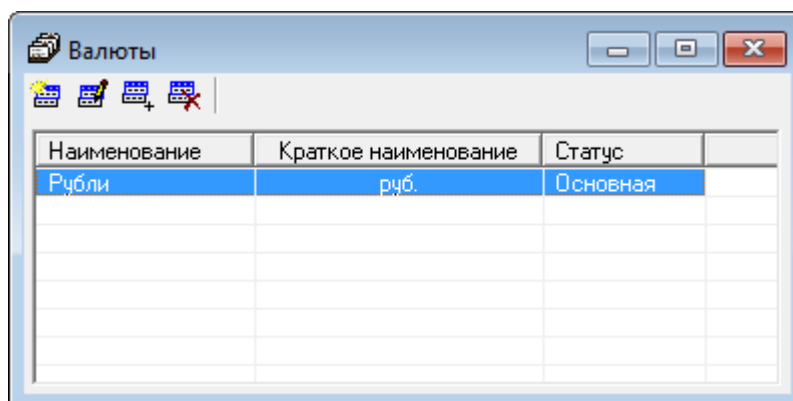 Валюты
Наименование Краткое наименование Статус
Рубли руб. Основная